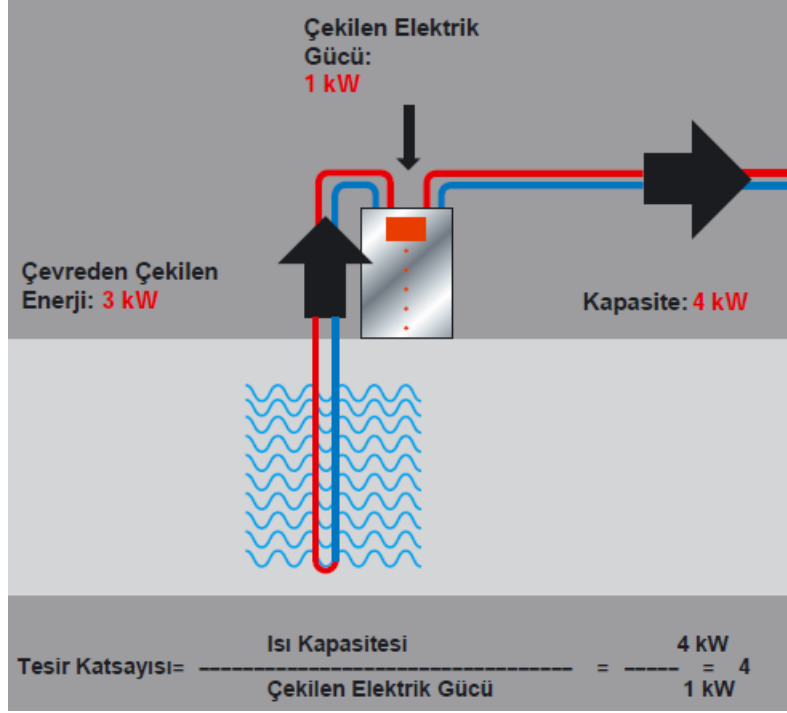 Çekilen Elektrik
Gücü:
1 kW
Çevreden Çekilen
Enerji: 3 kW
Kapasite: 4 kW
Isı Kapasitesi 4 kW
Tesir Katsayısı= ---------------------------------- = ----- = 4
Çekilen Elektrik Gücü 1 kW